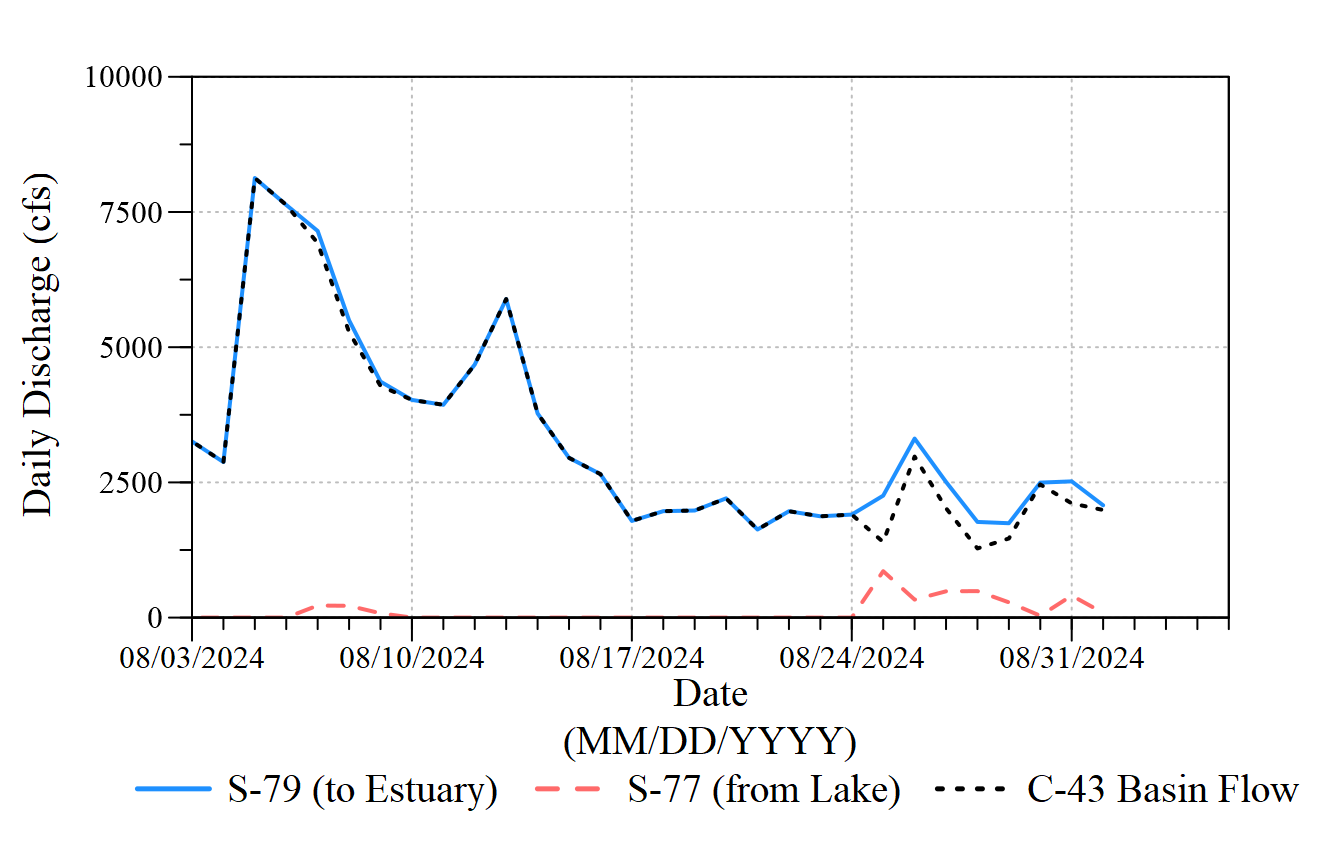 10000
7500
5000
2500
0
Daily Discharge (cfs)
08/03/2024 08/10/2024 08/17/2024 08/24/2024 08/31/2024
Date
(MM/DD/YYYY)
S-79 (to Estuary) S-77 (from Lake) C-43 Basin Flow